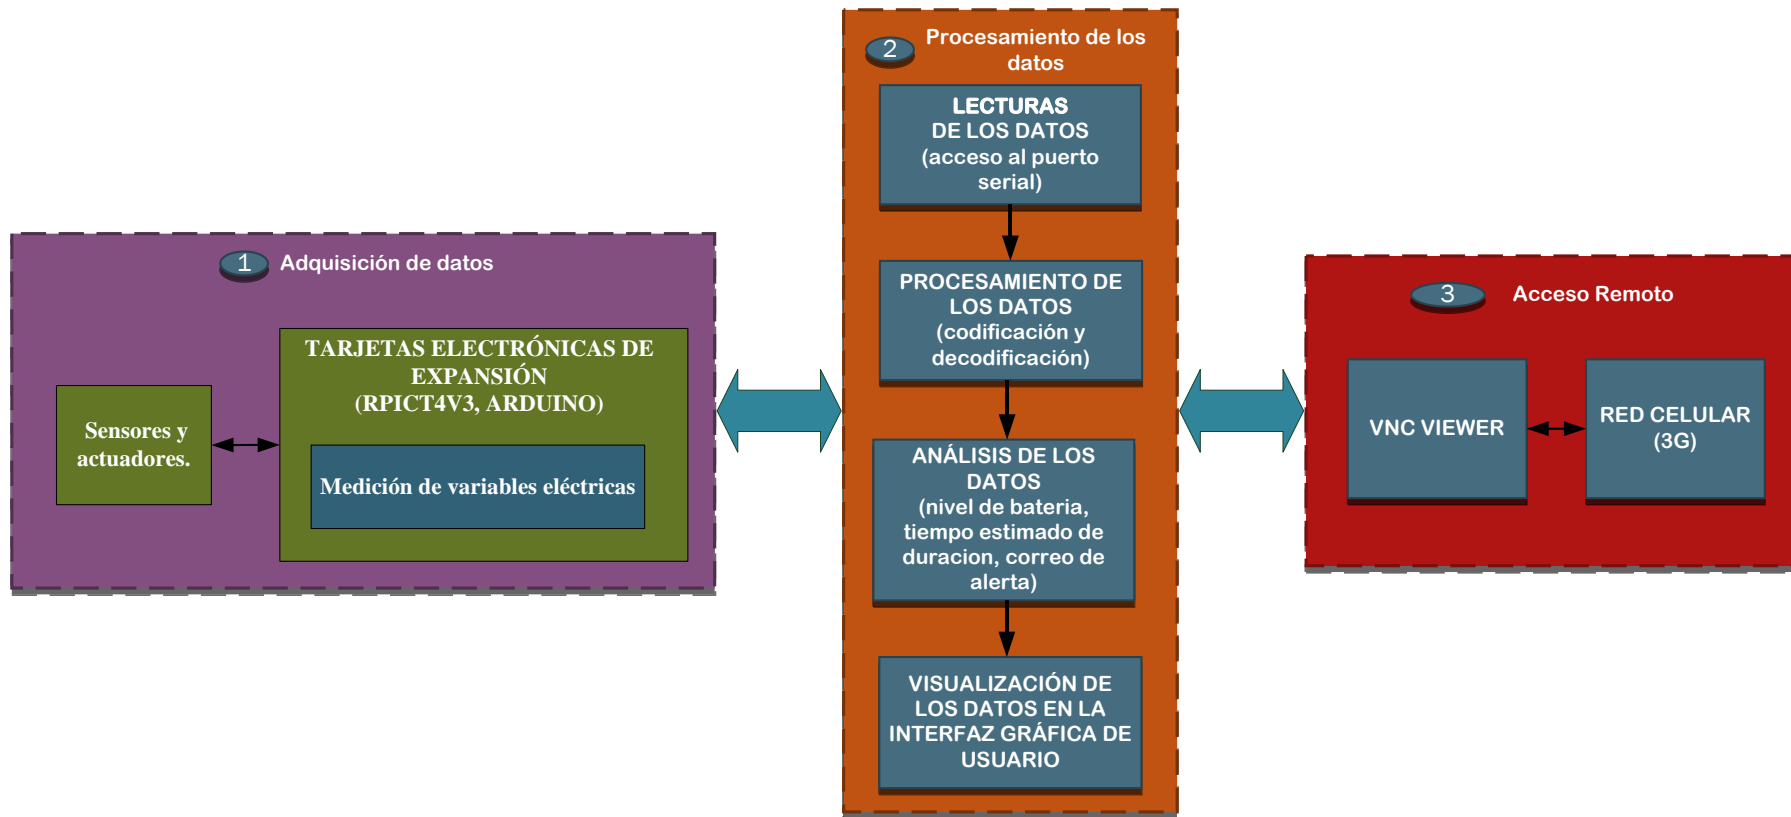 1 Adquisición de datos
TARJETAS ELECTRÓNICAS DE
EXPANSIÓN
(RPICT4V3, ARDUINO)
Sensores y
actuadores.
Medición de variables eléctricas
2 Procesamiento de los
datos
LECTURAS
DE LOS DATOS
(acceso al puerto
serial)
PROCESAMIENTO DE
LOS DATOS
(codificación y
decodificación)
ANÁLISIS DE LOS
DATOS
(nivel de bateria,
tiempo estimado de
duracion, correo de
alerta)
VISUALIZACIÓN DE
LOS DATOS EN LA
INTERFAZ GRÁFICA DE
USUARIO
3 Acceso Remoto
VNC VIEWER
RED CELULAR
(3G)